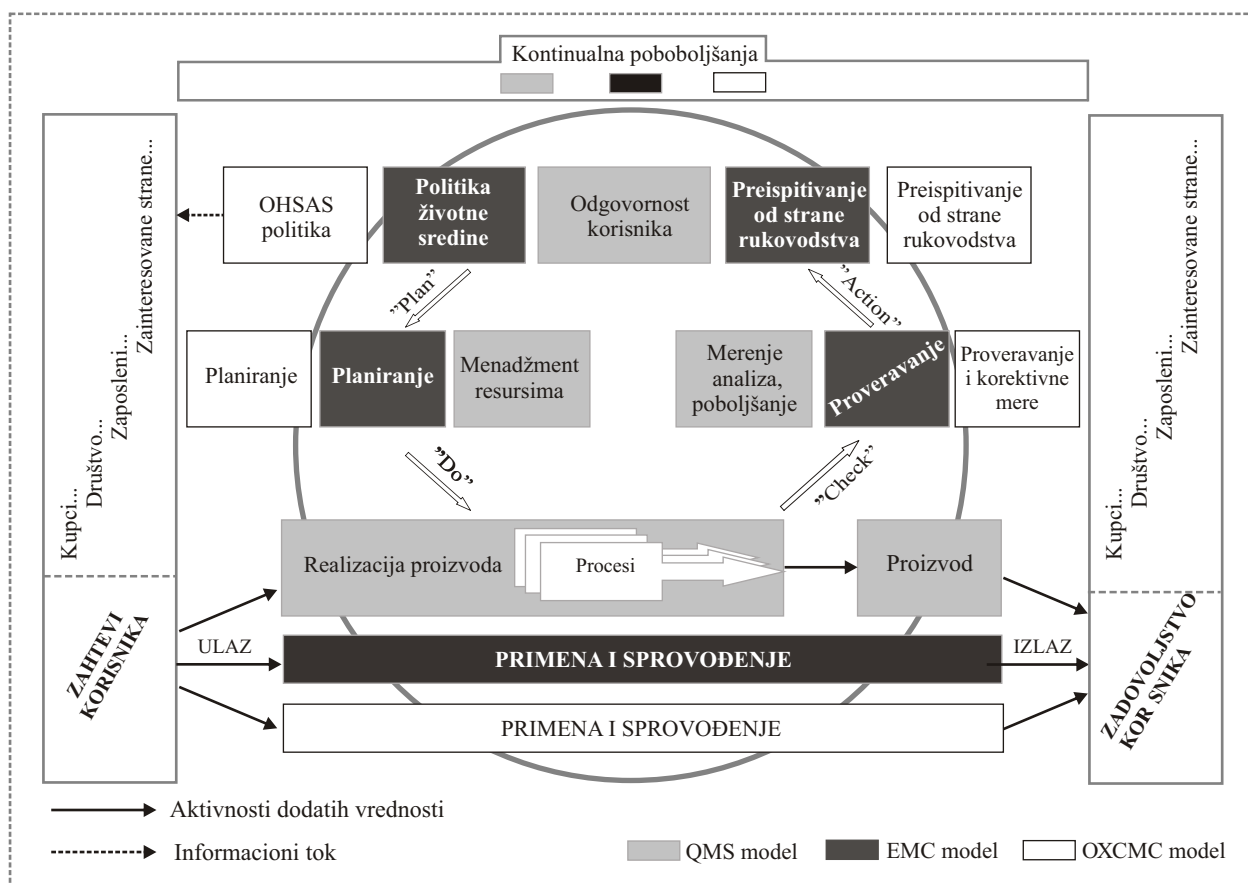 Kontinualna poboboljšanja
Kupci...
Društvo...
Zaposleni...
Zainteresovane strane...
OHSAS
politika
Politika
životne
sredine
Odgovornost
korisnika
Preispitivanje
od strane
rukovodstva
Preispitivanje
od strane
rukovodstva
”Plan”
”Action”
Planiranje
Planiranje
Menadžment
resursima
Merenje
analiza,
poboljšanje
Proveravanje
Proveravanje
i korektivne
mere
”Do”
”Check”
Kupci...
Društvo...
Zaposleni...
Zainteresovane strane...
Realizacija proizvoda
Procesi
Proizvod
ZAHTEVI
KORISNIKA
ULAZ
PRIMENA I SPROVOĐENJE
IZLAZ
PRIMENA I SPROVOĐENJE
ZADOVOLJSTVO
KOR SNIKA
Aktivnosti dodatih vrednosti
Informacioni tok
QMS model
EMC model
OXCMC model